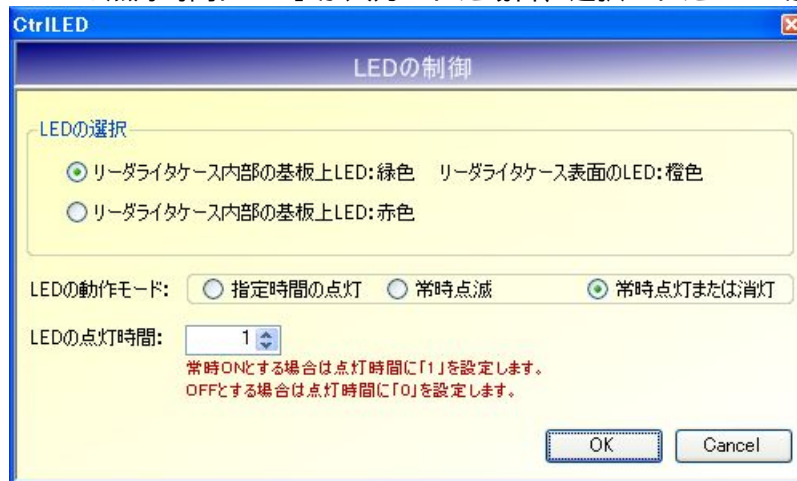 CtrlLED
LEDの制御
LEDの選択
リーダライタケース内部の基板上LED:緑色 リーダライタケース表面のLED:橙色
リーダライタケース内部の基板上LED:赤色
LEDの動作モード: 指定時間の点灯 常時点滅 常時点灯または消灯
LEDの点灯時間: 1
常時ONとする場合は点灯時間に「1」を設定します。
OFFとする場合は点灯時間に「0」を設定します。
OK Cancel